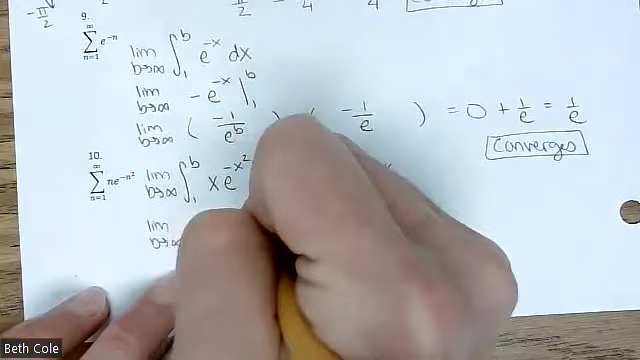 -π/2 π/2 4 4
9.
∞∑n=1 e^-n lim b→∞ ∫₁^b e^-x dx
lim b→∞ -e^-x |₁^b
lim b→∞ ( -1/e^b ) ( -1/e ) = 0 + 1/e = 1/e
Converges
10.
∞∑n=1 ne^-n² lim b→∞ ∫₁^b xe^-x²
lim b→∞
Beth Cole